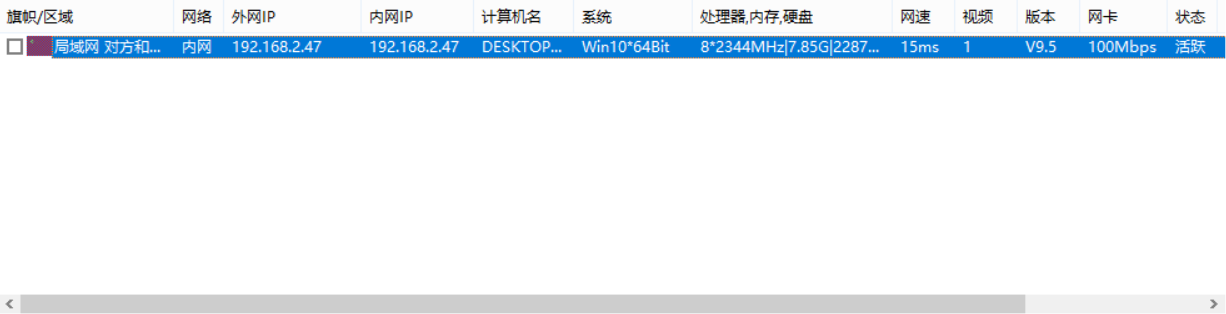 旗帜/区域 网络 外网IP 内网IP 计算机名 系统 处理器,内存,硬盘 网速 视频 版本 网卡 状态
局域网 对方和... 内网 192.168.2.47 192.168.2.47 DESKTOP... Win10*64Bit 8*2344MHz|7.85G|2287... 15ms 1 V9.5 100Mbps 活跃